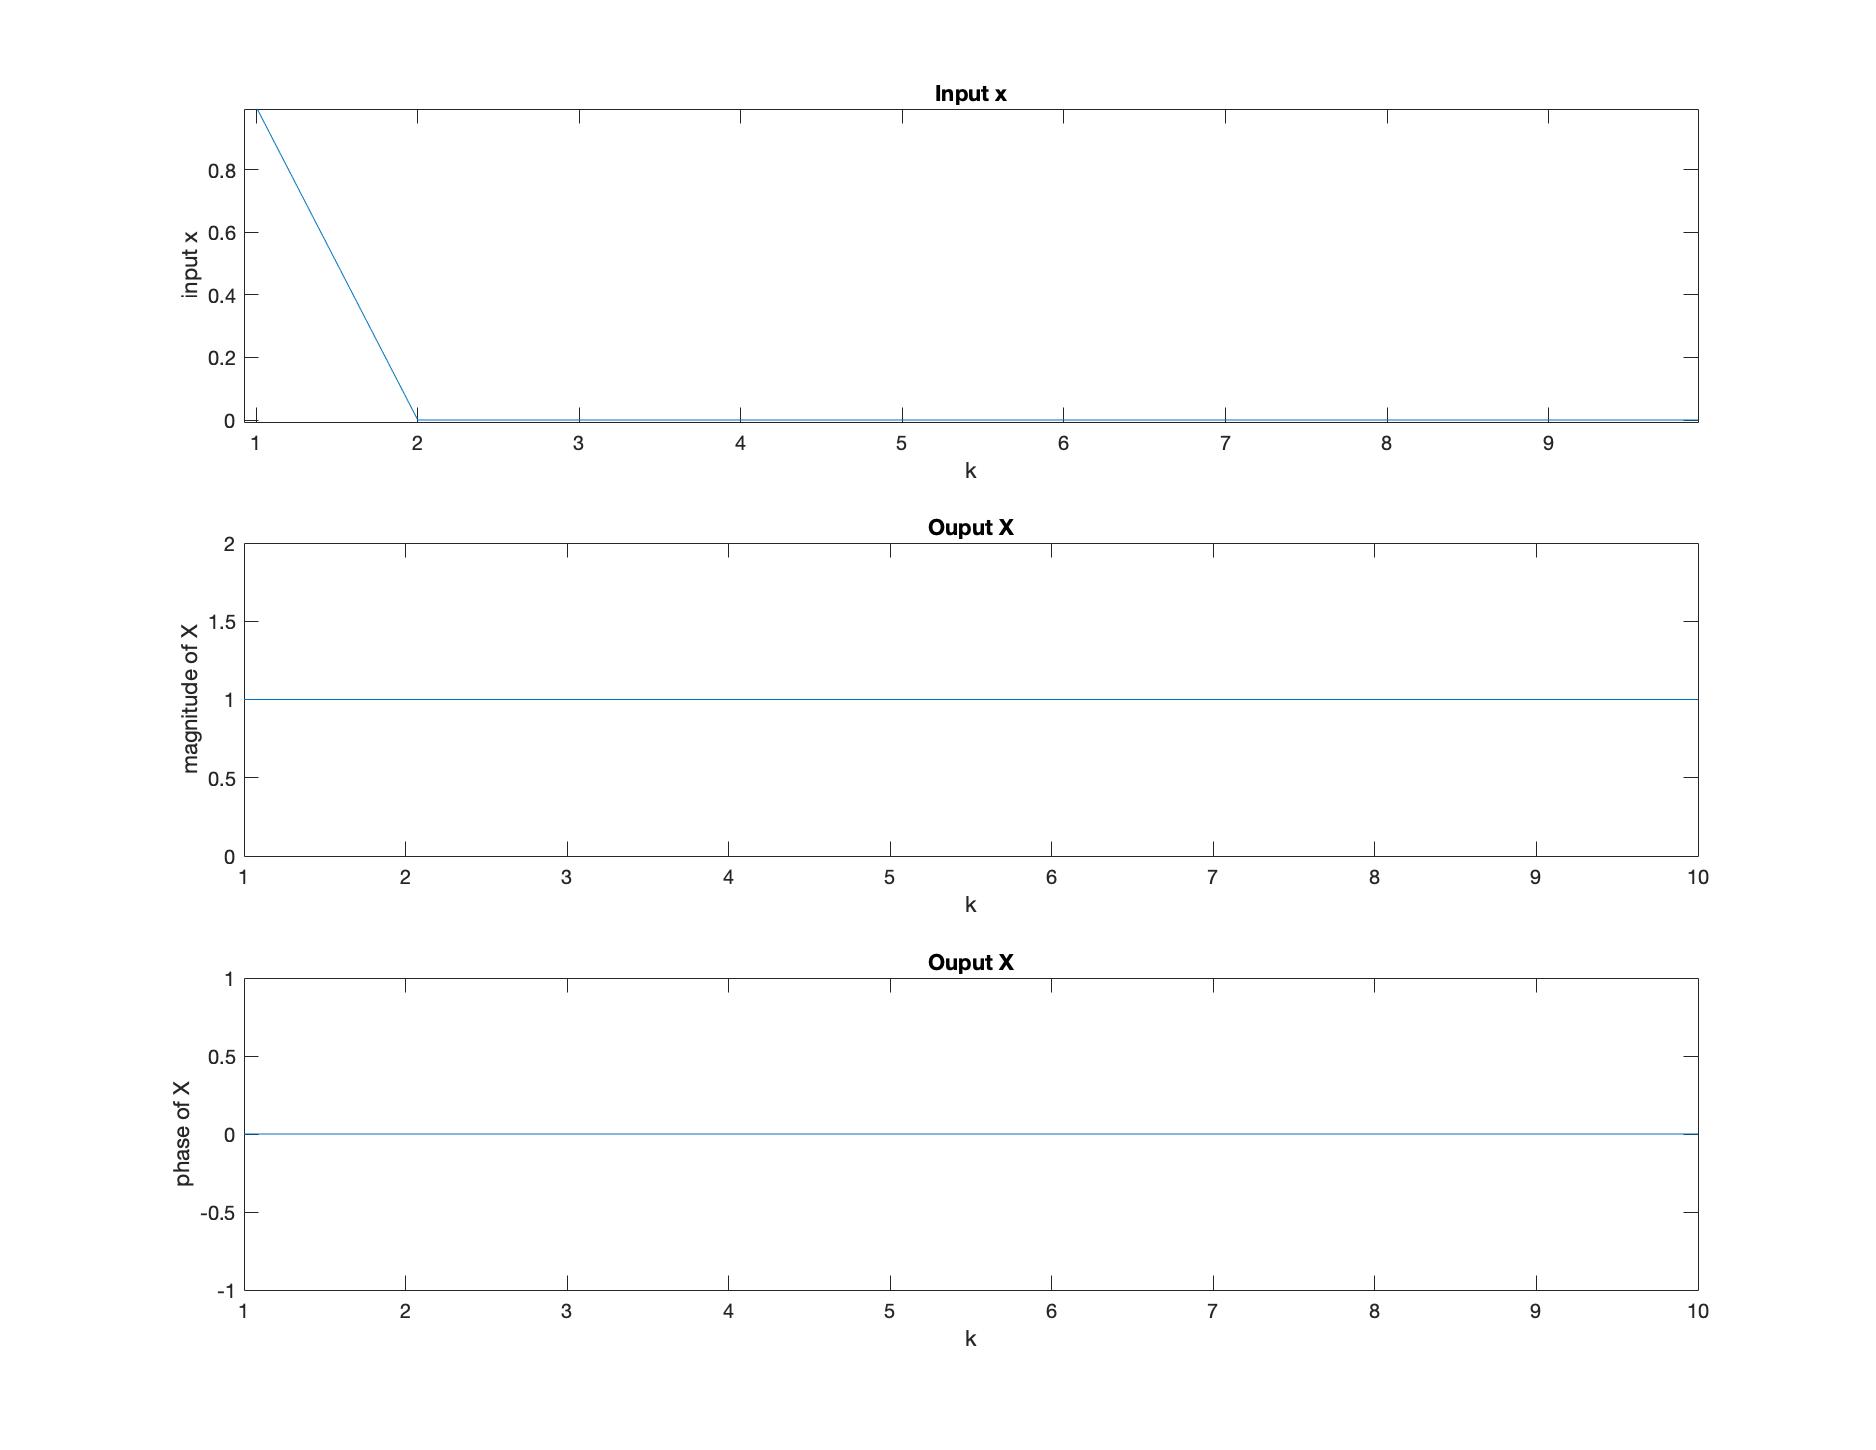 Input x
input x
0.8
0.6
0.4
0.2
0
1 2 3 4 5 6 7 8 9
k
Ouput X
magnitude of X
2
1.5
1
0.5
0
1 2 3 4 5 6 7 8 9 10
k
Ouput X
phase of X
1
0.5
0
-0.5
-1
1 2 3 4 5 6 7 8 9 10
k